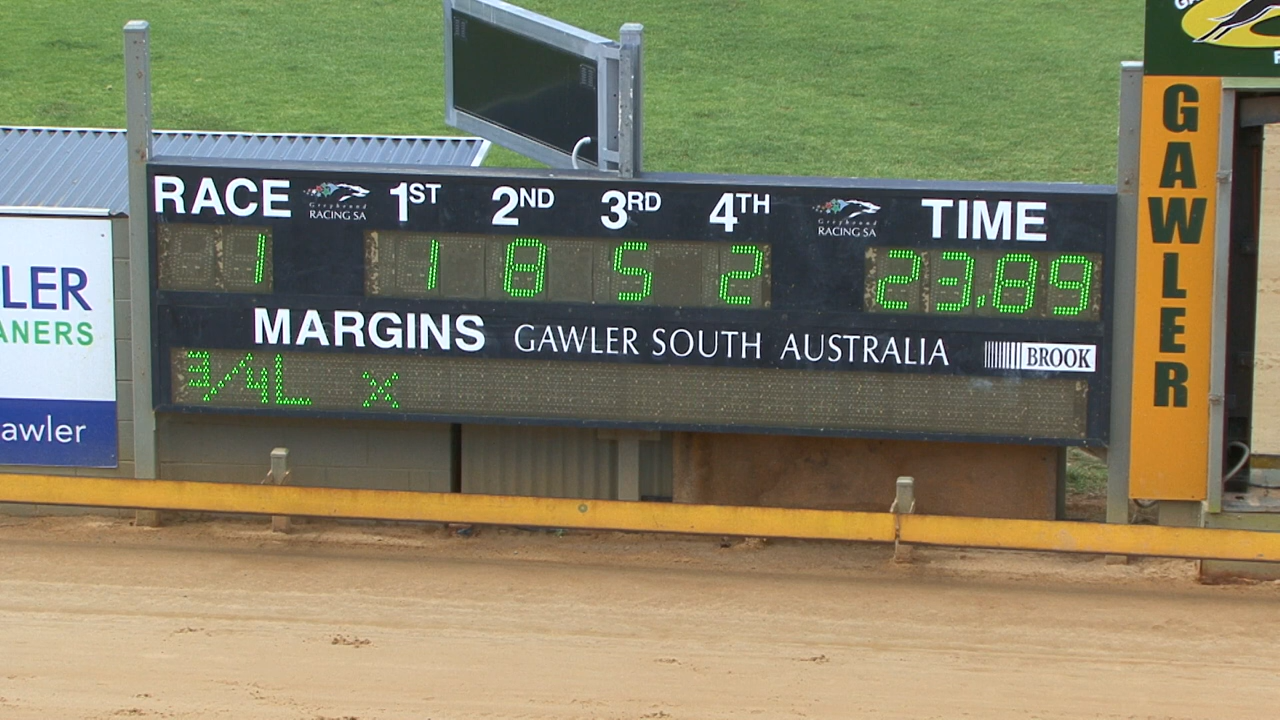 RACE 1ST 2ND 3RD 4TH TIME
Greyhound RACING SA
Greyhound RACING SA
1 1 8 5 2 23.89
MARGINS GAWLER SOUTH AUSTRALIA BROOK
3/4L X
GAWLER
LER
ANERS
awler